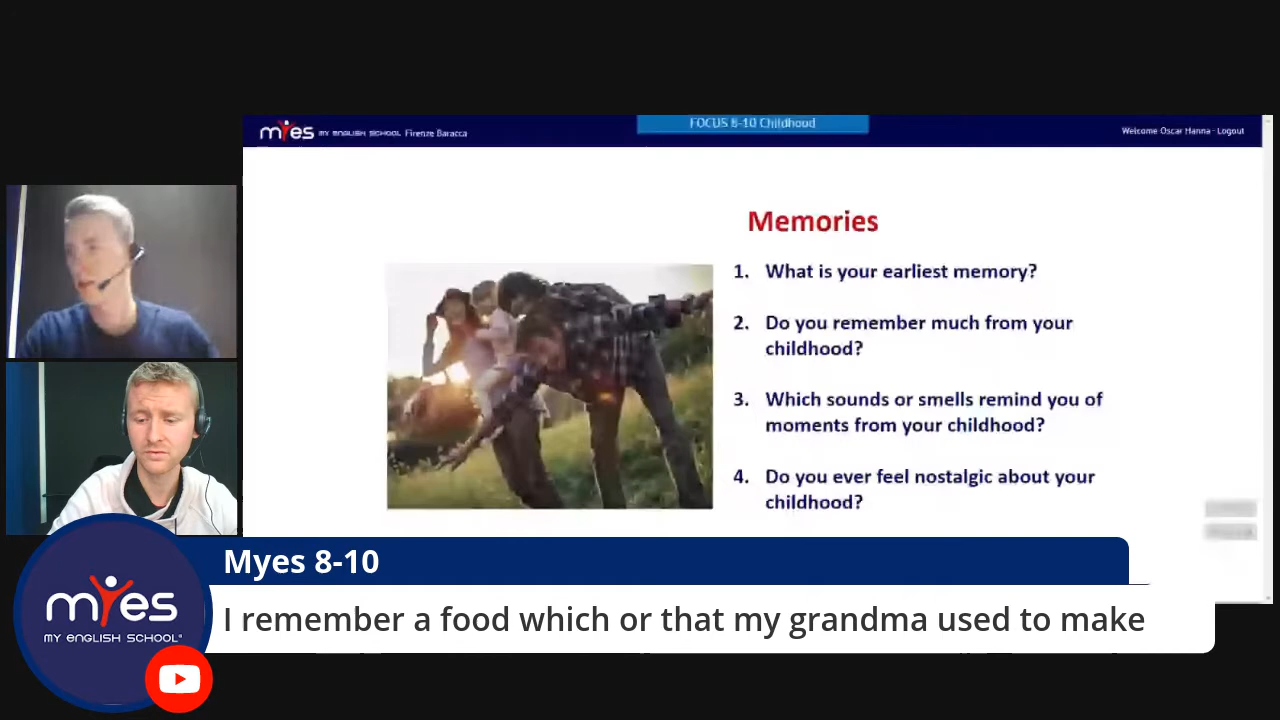 myes MY ENGLISH SCHOOL Firenze Baracca
FOCUS 8-10 Childhood
Welcome Oscar Hanna - Logout
Memories
1. What is your earliest memory?
2. Do you remember much from your
childhood?
3. Which sounds or smells remind you of
moments from your childhood?
4. Do you ever feel nostalgic about your
childhood?
Myes 8-10
I remember a food which or that my grandma used to make
myes
MY ENGLISH SCHOOL®